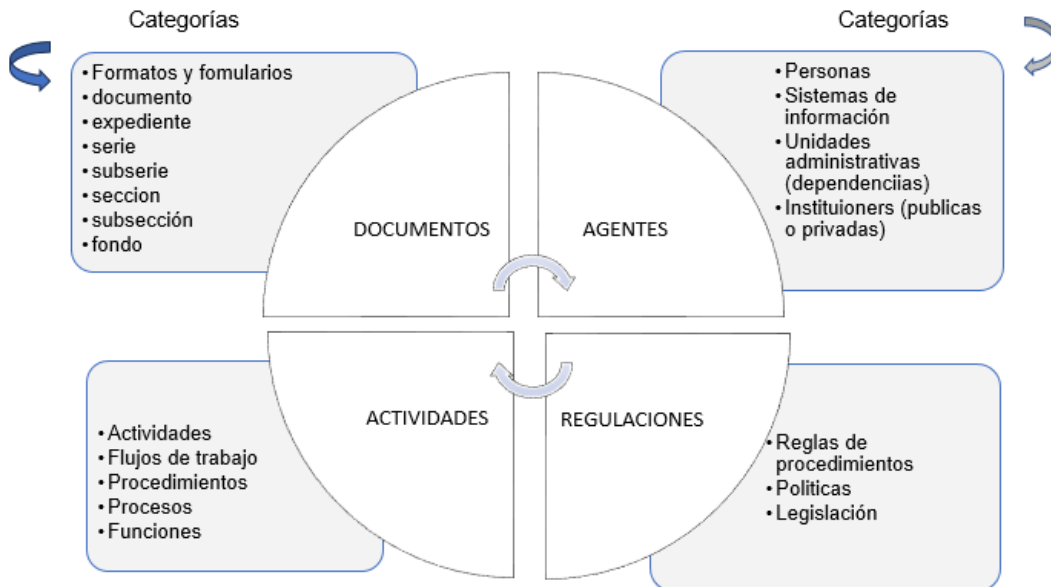 Categorías
• Formatos y fomularios
• documento
• expediente
• serie
• subserie
• seccion
• subsección
• fondo
Categorías
• Personas
• Sistemas de
información
• Unidades
administrativas
(dependenciias)
• Instituioners (publicas
o privadas)
DOCUMENTOS
AGENTES
ACTIVIDADES
REGULACIONES
• Actividades
• Flujos de trabajo
• Procedimientos
• Procesos
• Funciones
• Reglas de
procedimientos
• Politicas
• Legislación